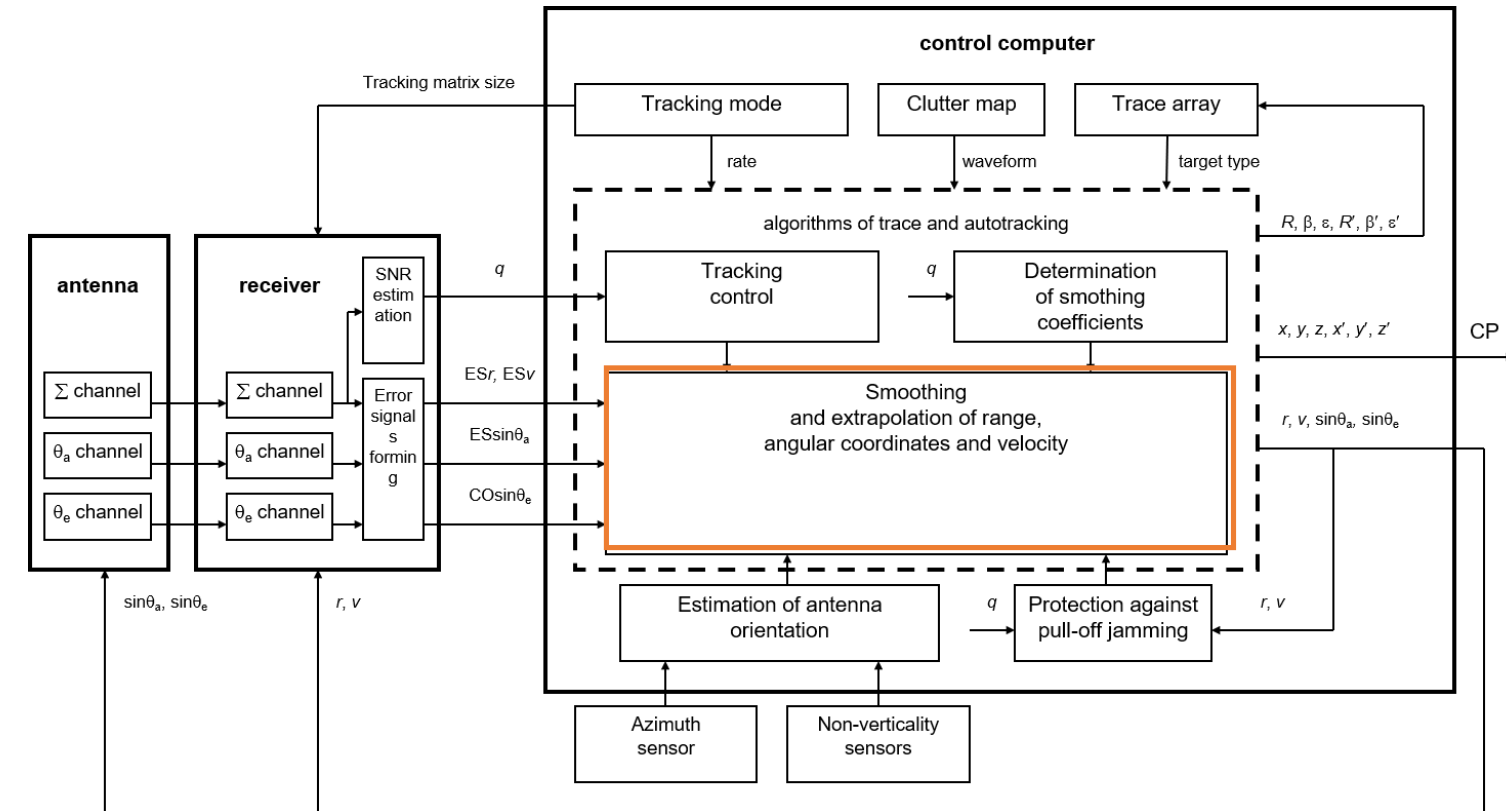 control computer
Tracking matrix size
Tracking mode
Clutter map
Trace array
rate
waveform
target type
algorithms of trace and autotracking
R, β, ε, R′, β′, ε′
antenna
receiver
SNR
estim
ation
q
Tracking
control
q
Determination
of smothing
coefficients
x, y, z, x′, y′, z′
CP
Σ channel
Σ channel
Error
signal
s
formin
g
ESr, ESv
Smoothing
and extrapolation of range,
angular coordinates and velocity
r, v, sinθa, sinθe
θa channel
θa channel
ESsinθa
θe channel
θe channel
COsinθe
sinθa, sinθe
r, v
Estimation of antenna
orientation
q
Protection against
pull-off jamming
r, v
Azimuth
sensor
Non-verticality
sensors